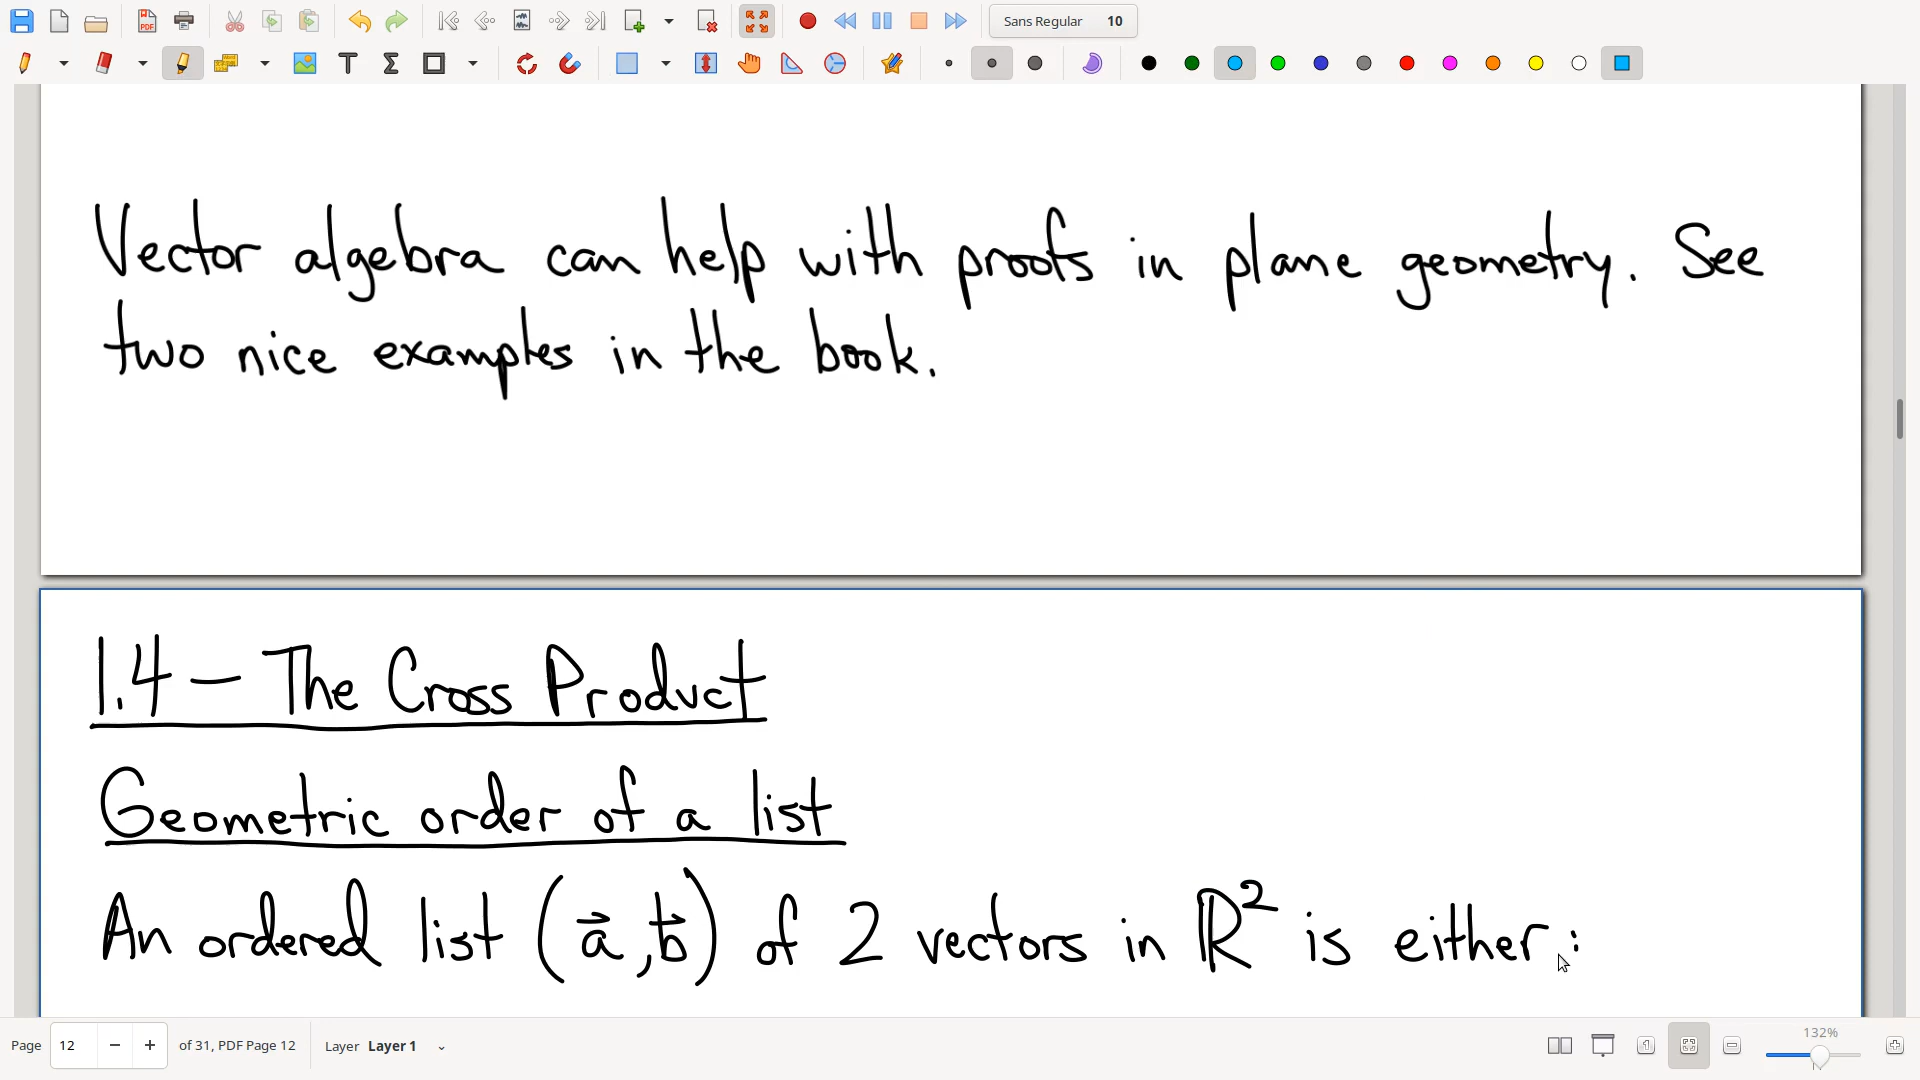 Sans Regular 10
Vector algebra can help with proofs in plane geometry. See
two nice examples in the book.
1.4 – The Cross Product
Geometric order of a list
An ordered list (a⃗, b⃗) of 2 vectors in ℝ² is either:
Page 12 of 31, PDF Page 12 Layer Layer 1 132%